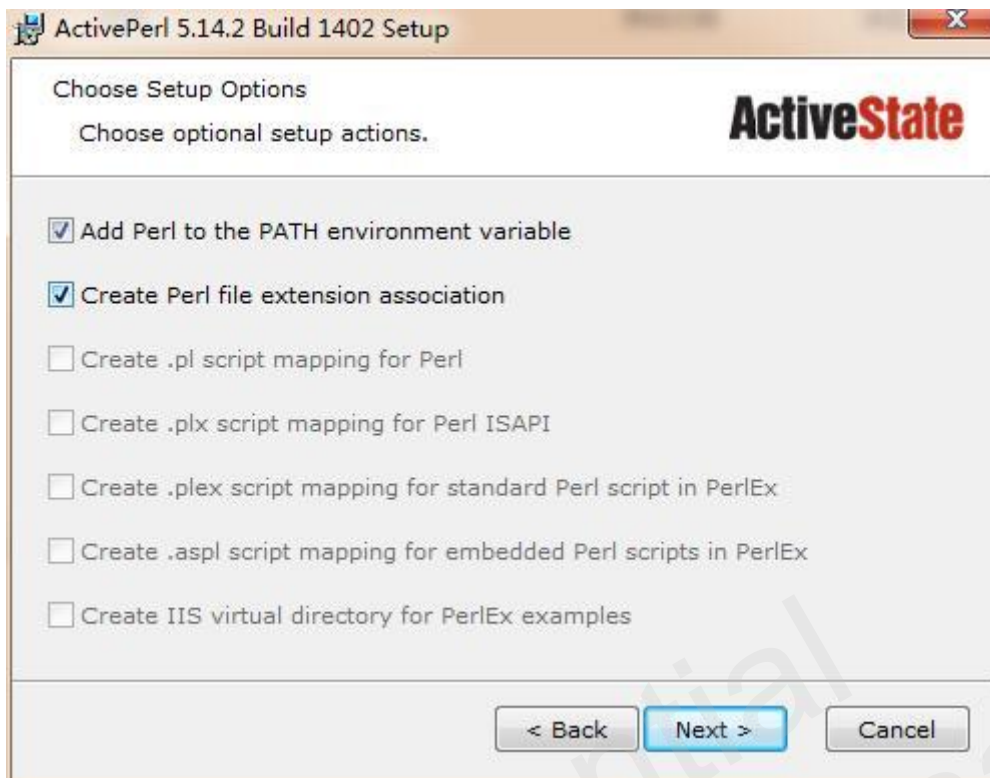 ActivePerl 5.14.2 Build 1402 Setup
Choose Setup Options
Choose optional setup actions.
ActiveState
Add Perl to the PATH environment variable
Create Perl file extension association
Create .pl script mapping for Perl
Create .plx script mapping for Perl ISAPI
Create .plex script mapping for standard Perl script in PerlEx
Create .aspl script mapping for embedded Perl scripts in PerlEx
Create IIS virtual directory for PerlEx examples
< Back Next > Cancel